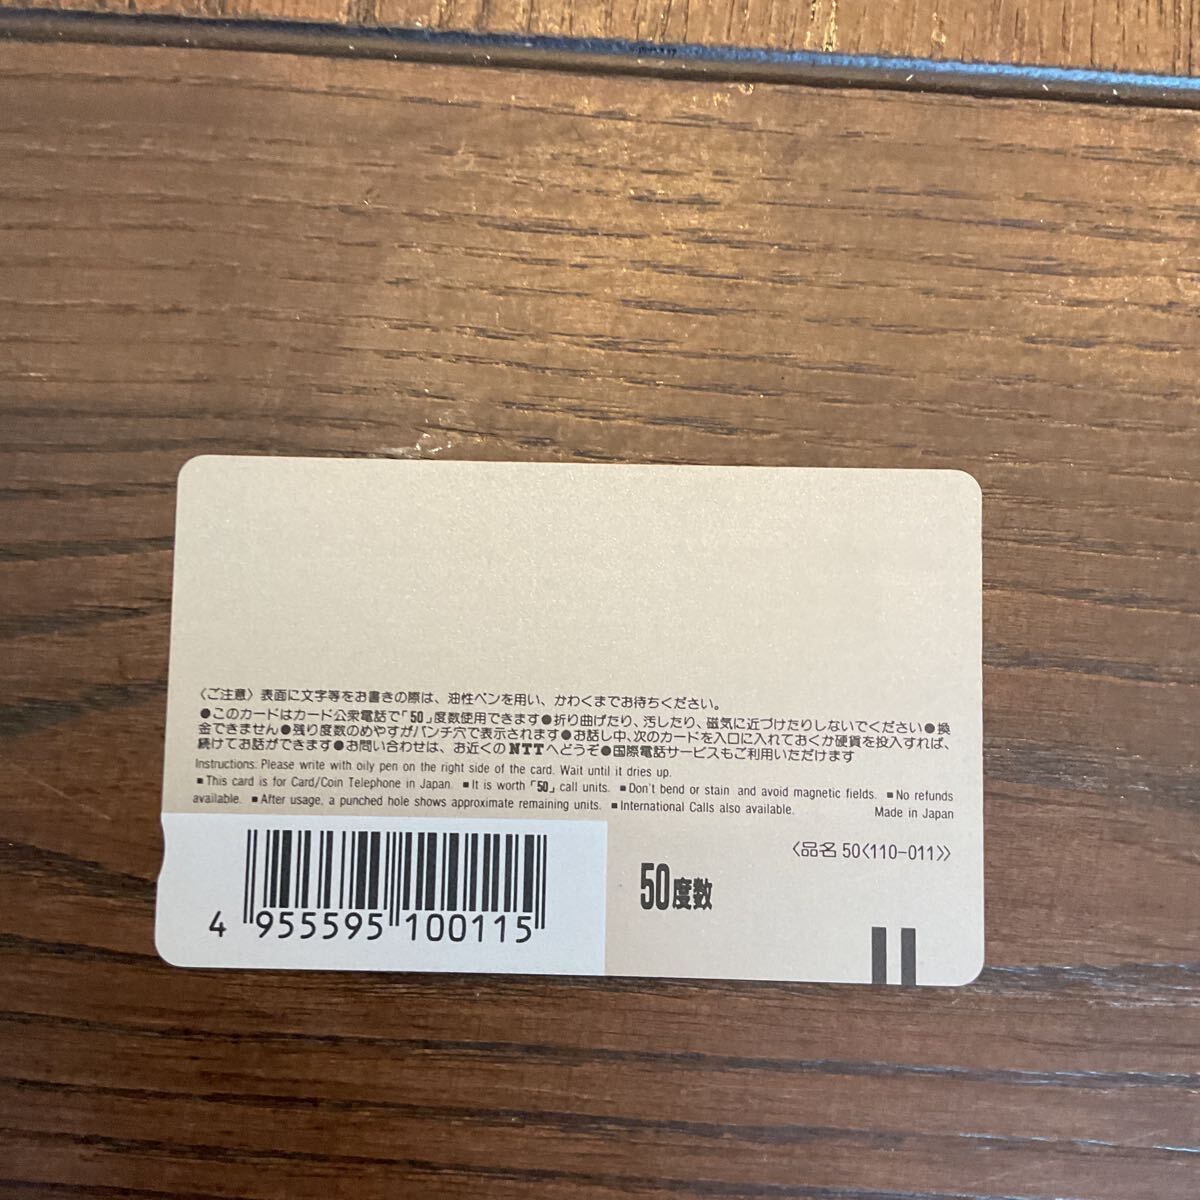 〈ご注意〉表面に文字等をお書きの際は、油性ペンを用い、かわくまでお待ちください。
●このカードはカード公衆電話で「50」度数使用できます●折り曲げたり、汚したり、磁気に近づけたりしないでください●換
金できません●残り度数のめやすがパンチ穴で表示されます●お話し中、次のカードを入口に入れておくか硬貨を投入すれば、
続けてお話ができます●お問い合わせは、お近くのNTTへどうぞ●国際電話サービスもご利用いただけます
Instructions: Please write with oily pen on the right side of the card. Wait until it dries up.
■This card is for Card/Coin Telephone in Japan. ■It is worth「50」call units. ■Don't bend or stain and avoid magnetic fields. ■No refunds
available. ■After usage, a punched hole shows approximate remaining units. ■International Calls also available. Made in Japan
〈品名 50〈110-011〉〉
50度数
4 955595 100115